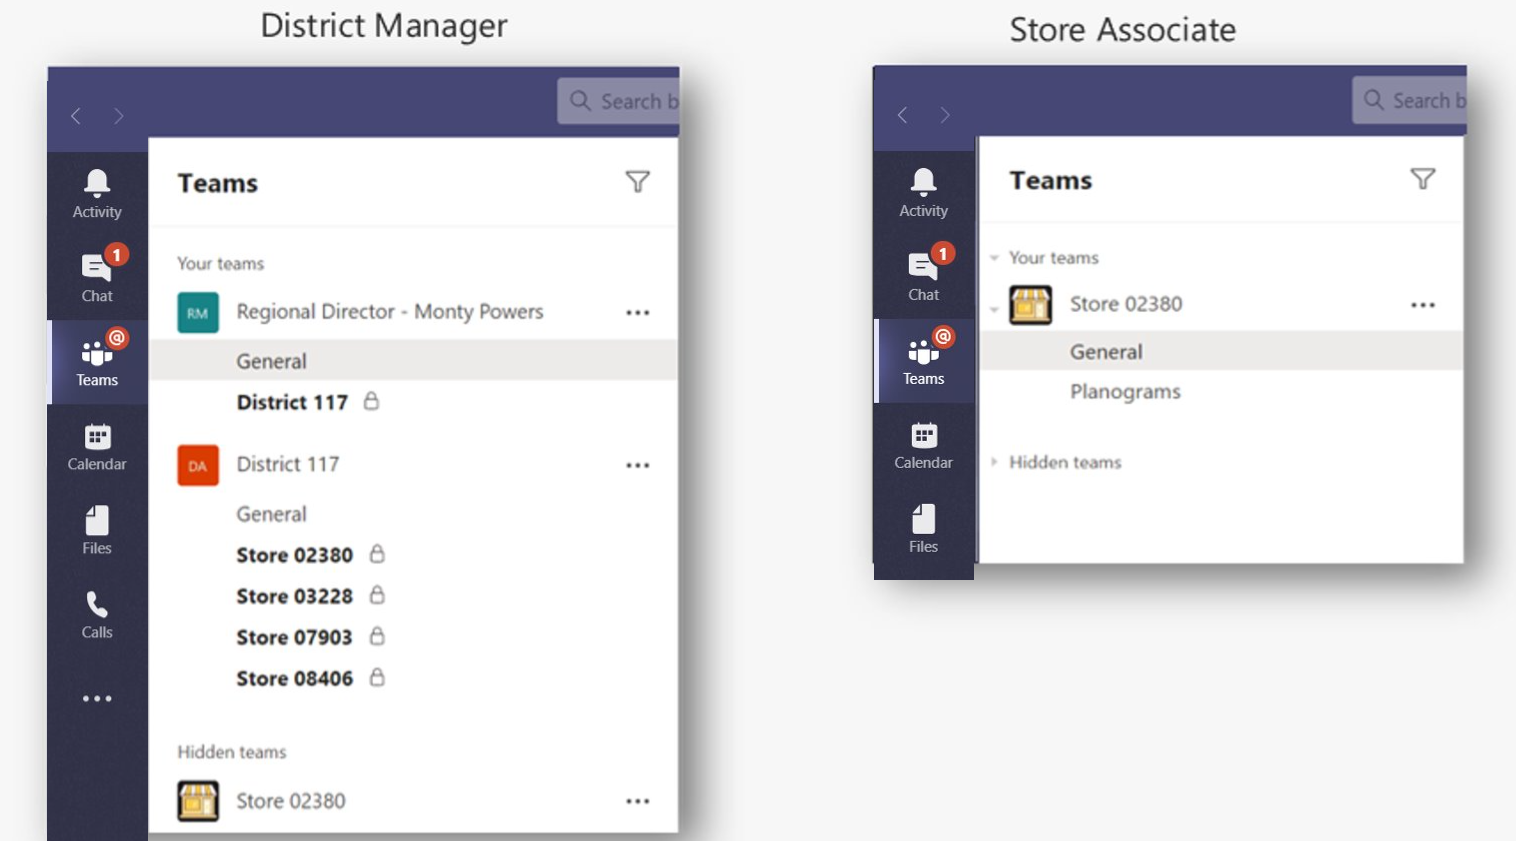 District Manager
Search b
Activity
1
Chat
@
Teams
Calendar
Files
Calls
Teams
Your teams
RM Regional Director - Monty Powers
General
District 117
DA District 117
General
Store 02380
Store 03228
Store 07903
Store 08406
Hidden teams
Store 02380
Store Associate
Search b
Activity
1
Chat
@
Teams
Calendar
Files
Teams
Your teams
Store 02380
General
Planograms
Hidden teams